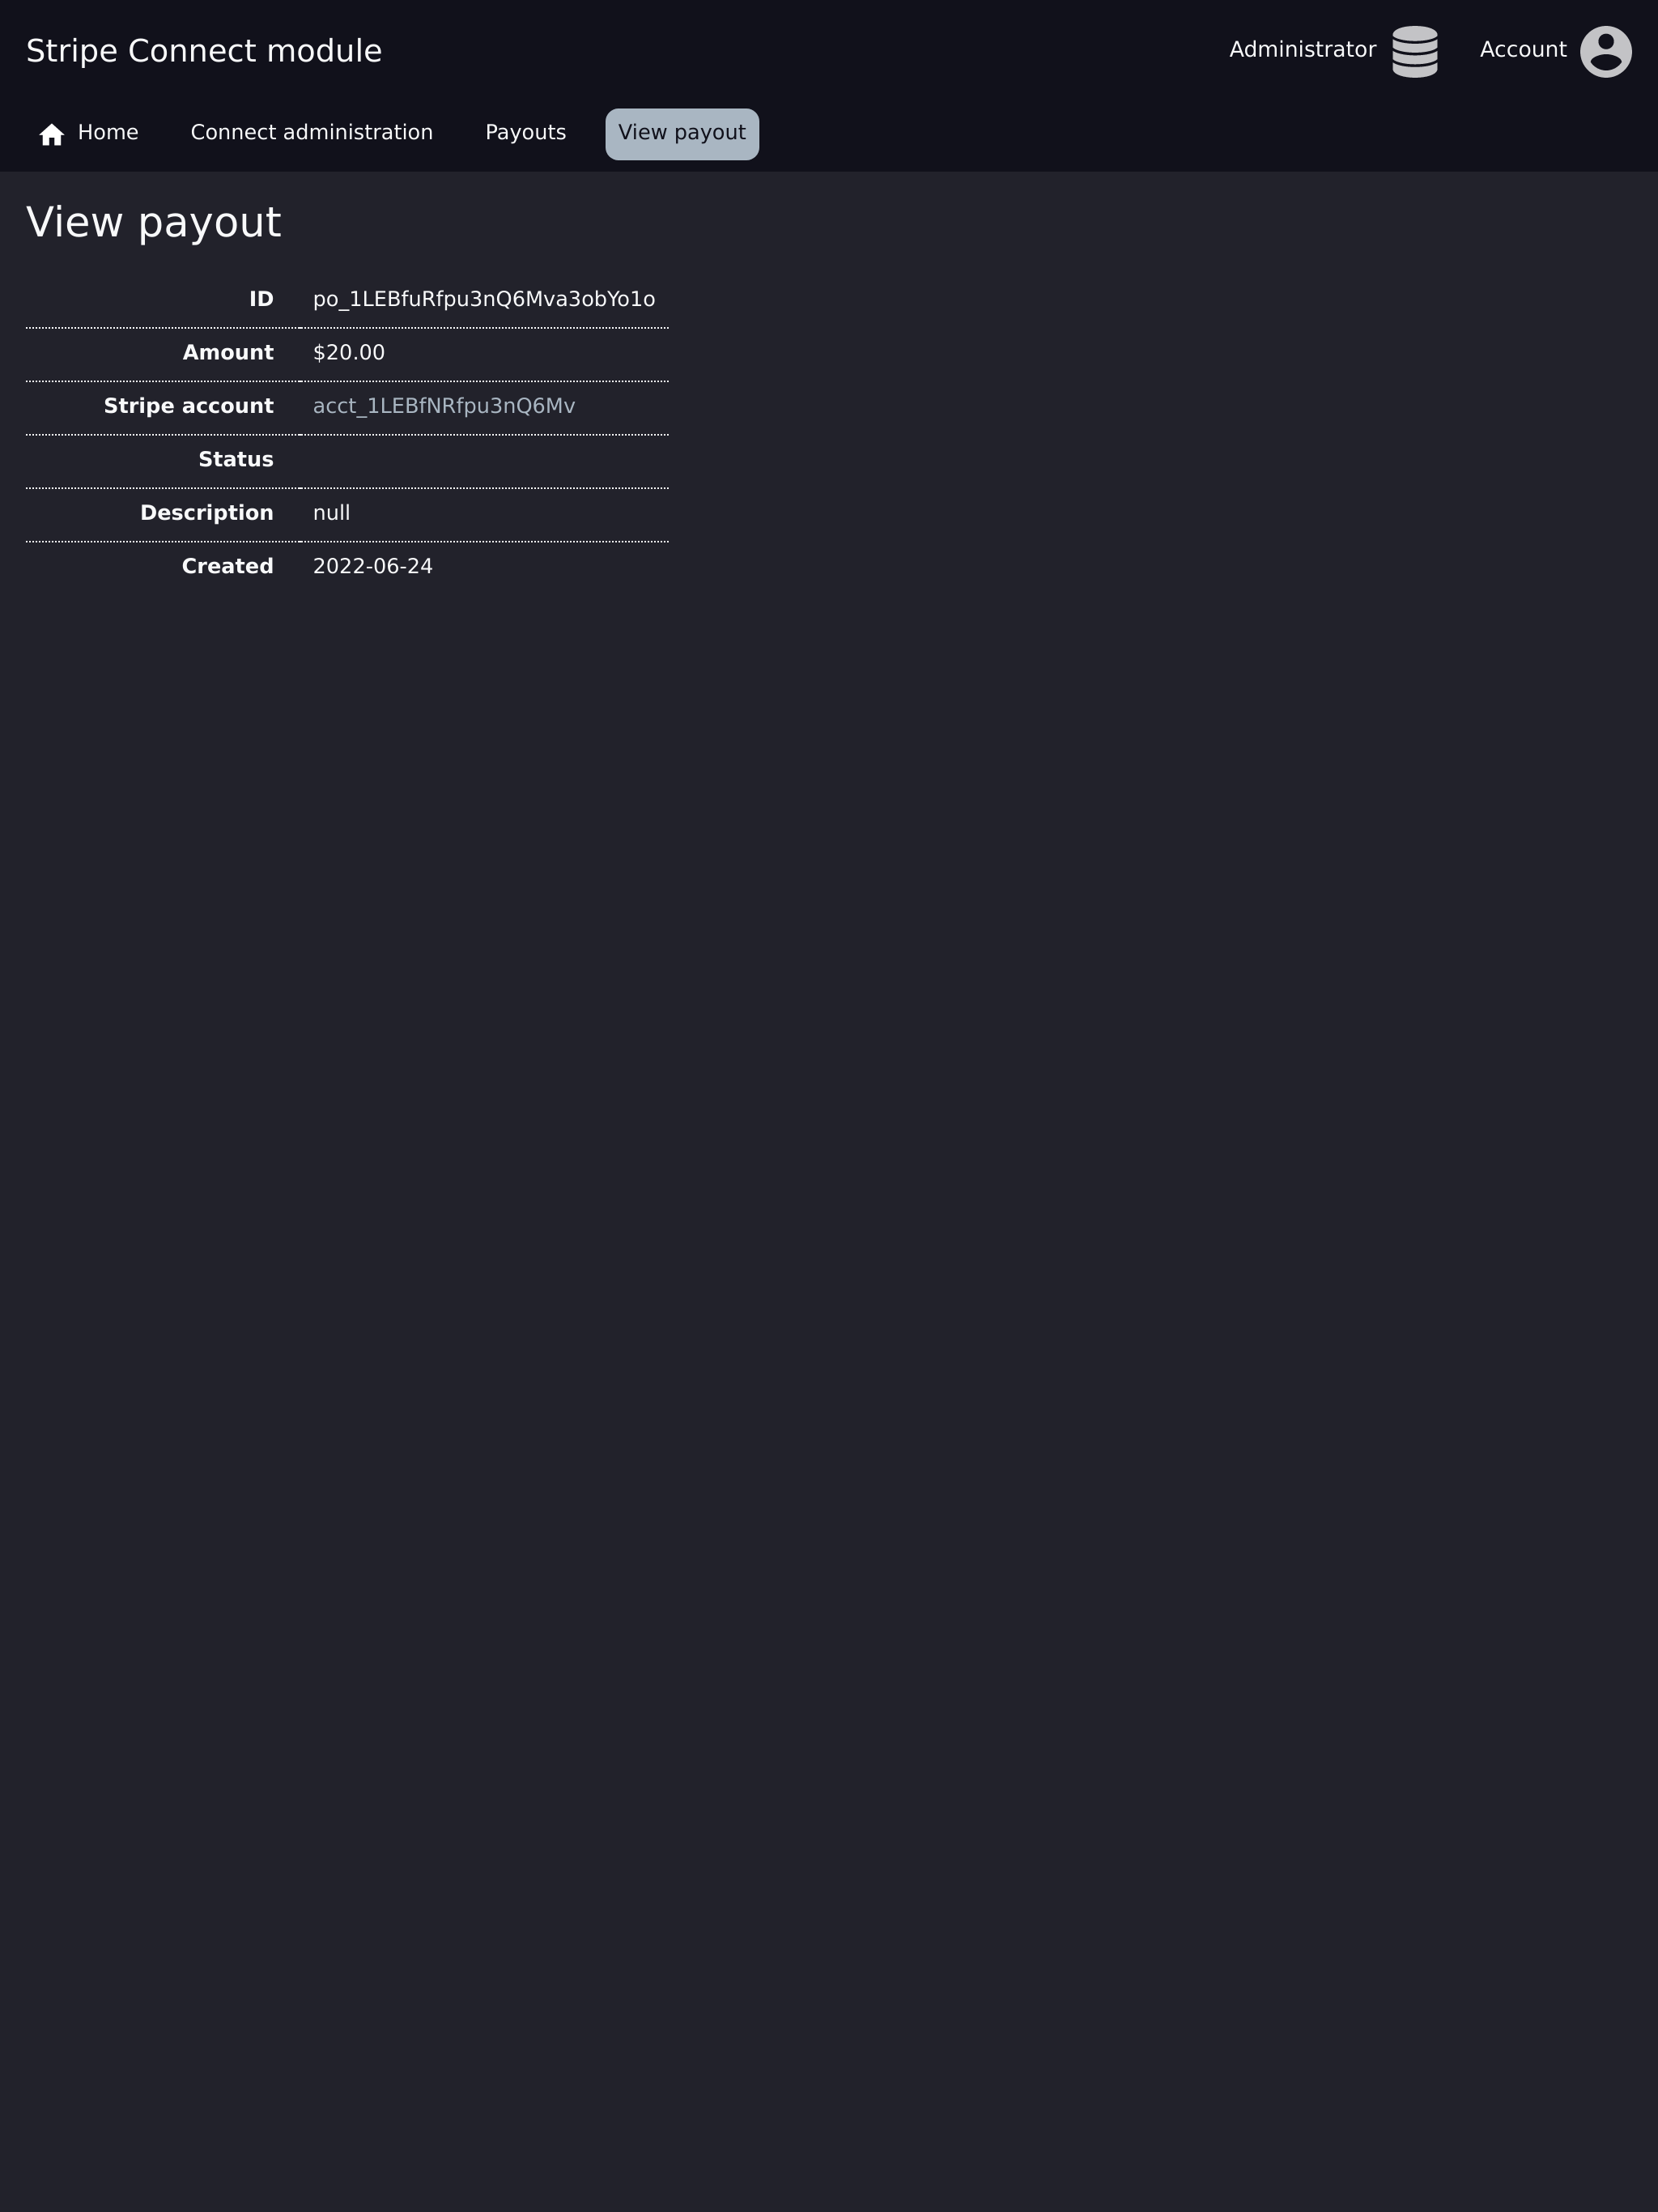 Stripe Connect module
Administrator
Account
Home
Connect administration
Payouts
View payout
View payout
ID po_1LEBfuRfpu3nQ6Mva3obYo1o
Amount $20.00
Stripe account acct_1LEBfNRfpu3nQ6Mv
Status
Description null
Created 2022-06-24